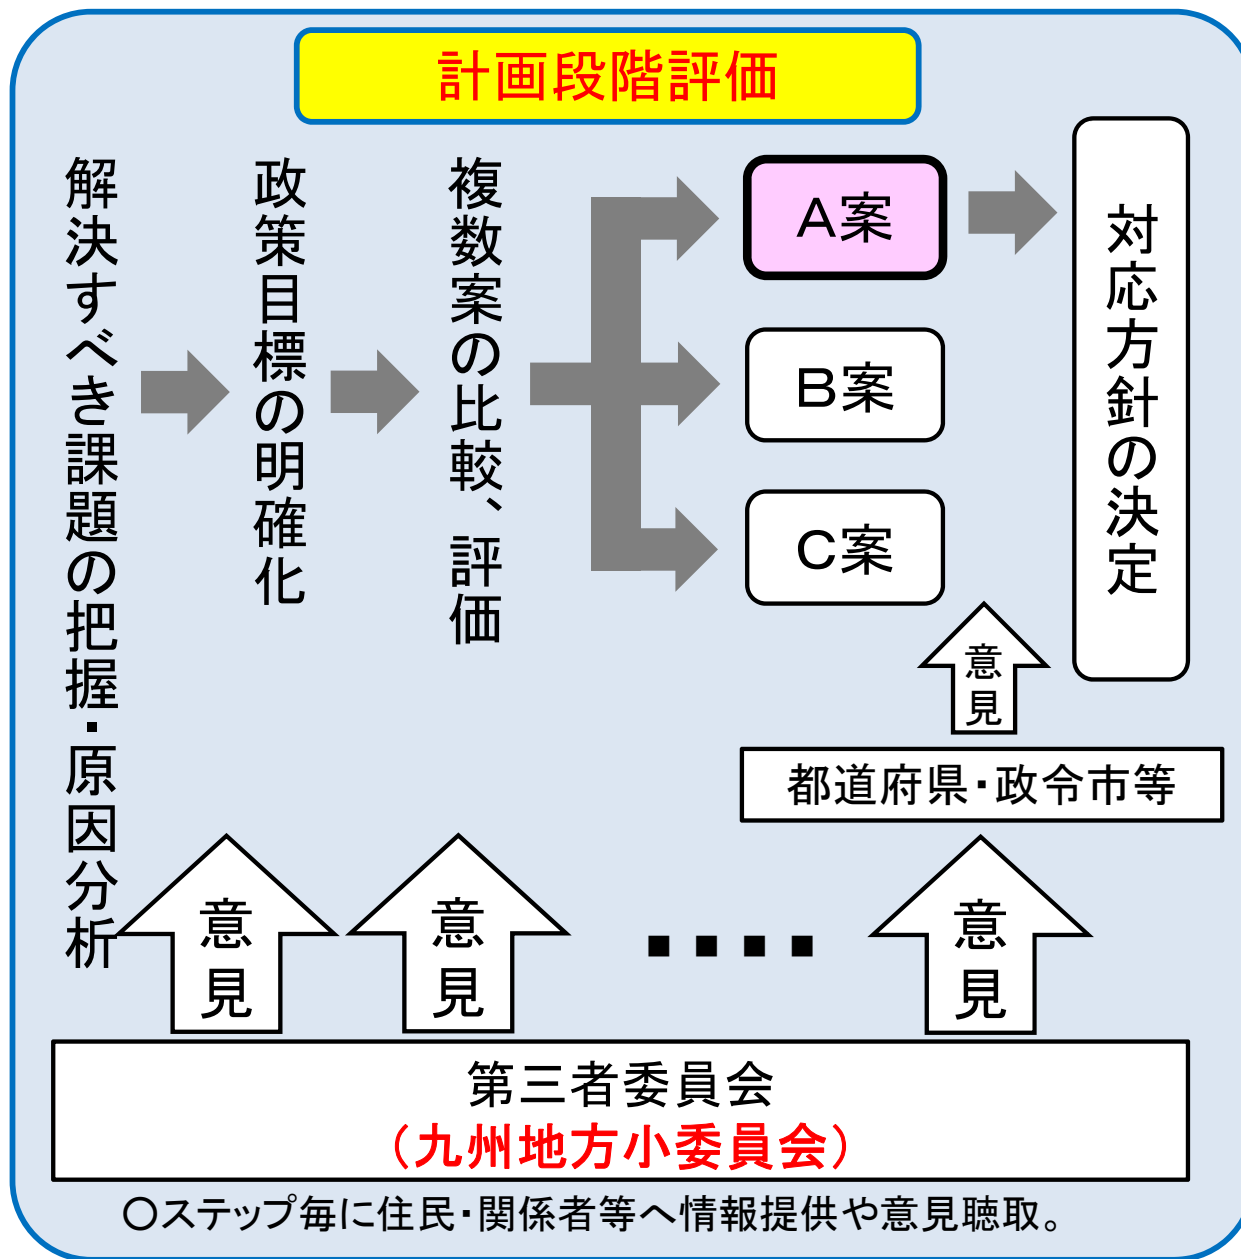 計画段階評価
解決すべき課題の把握・原因分析
政策目標の明確化
複数案の比較、評価
A案
B案
C案
対応方針の決定
意見
都道府県・政令市等
意見
意見
・・・・
意見
第三者委員会
（九州地方小委員会）
○ステップ毎に住民・関係者等へ情報提供や意見聴取。